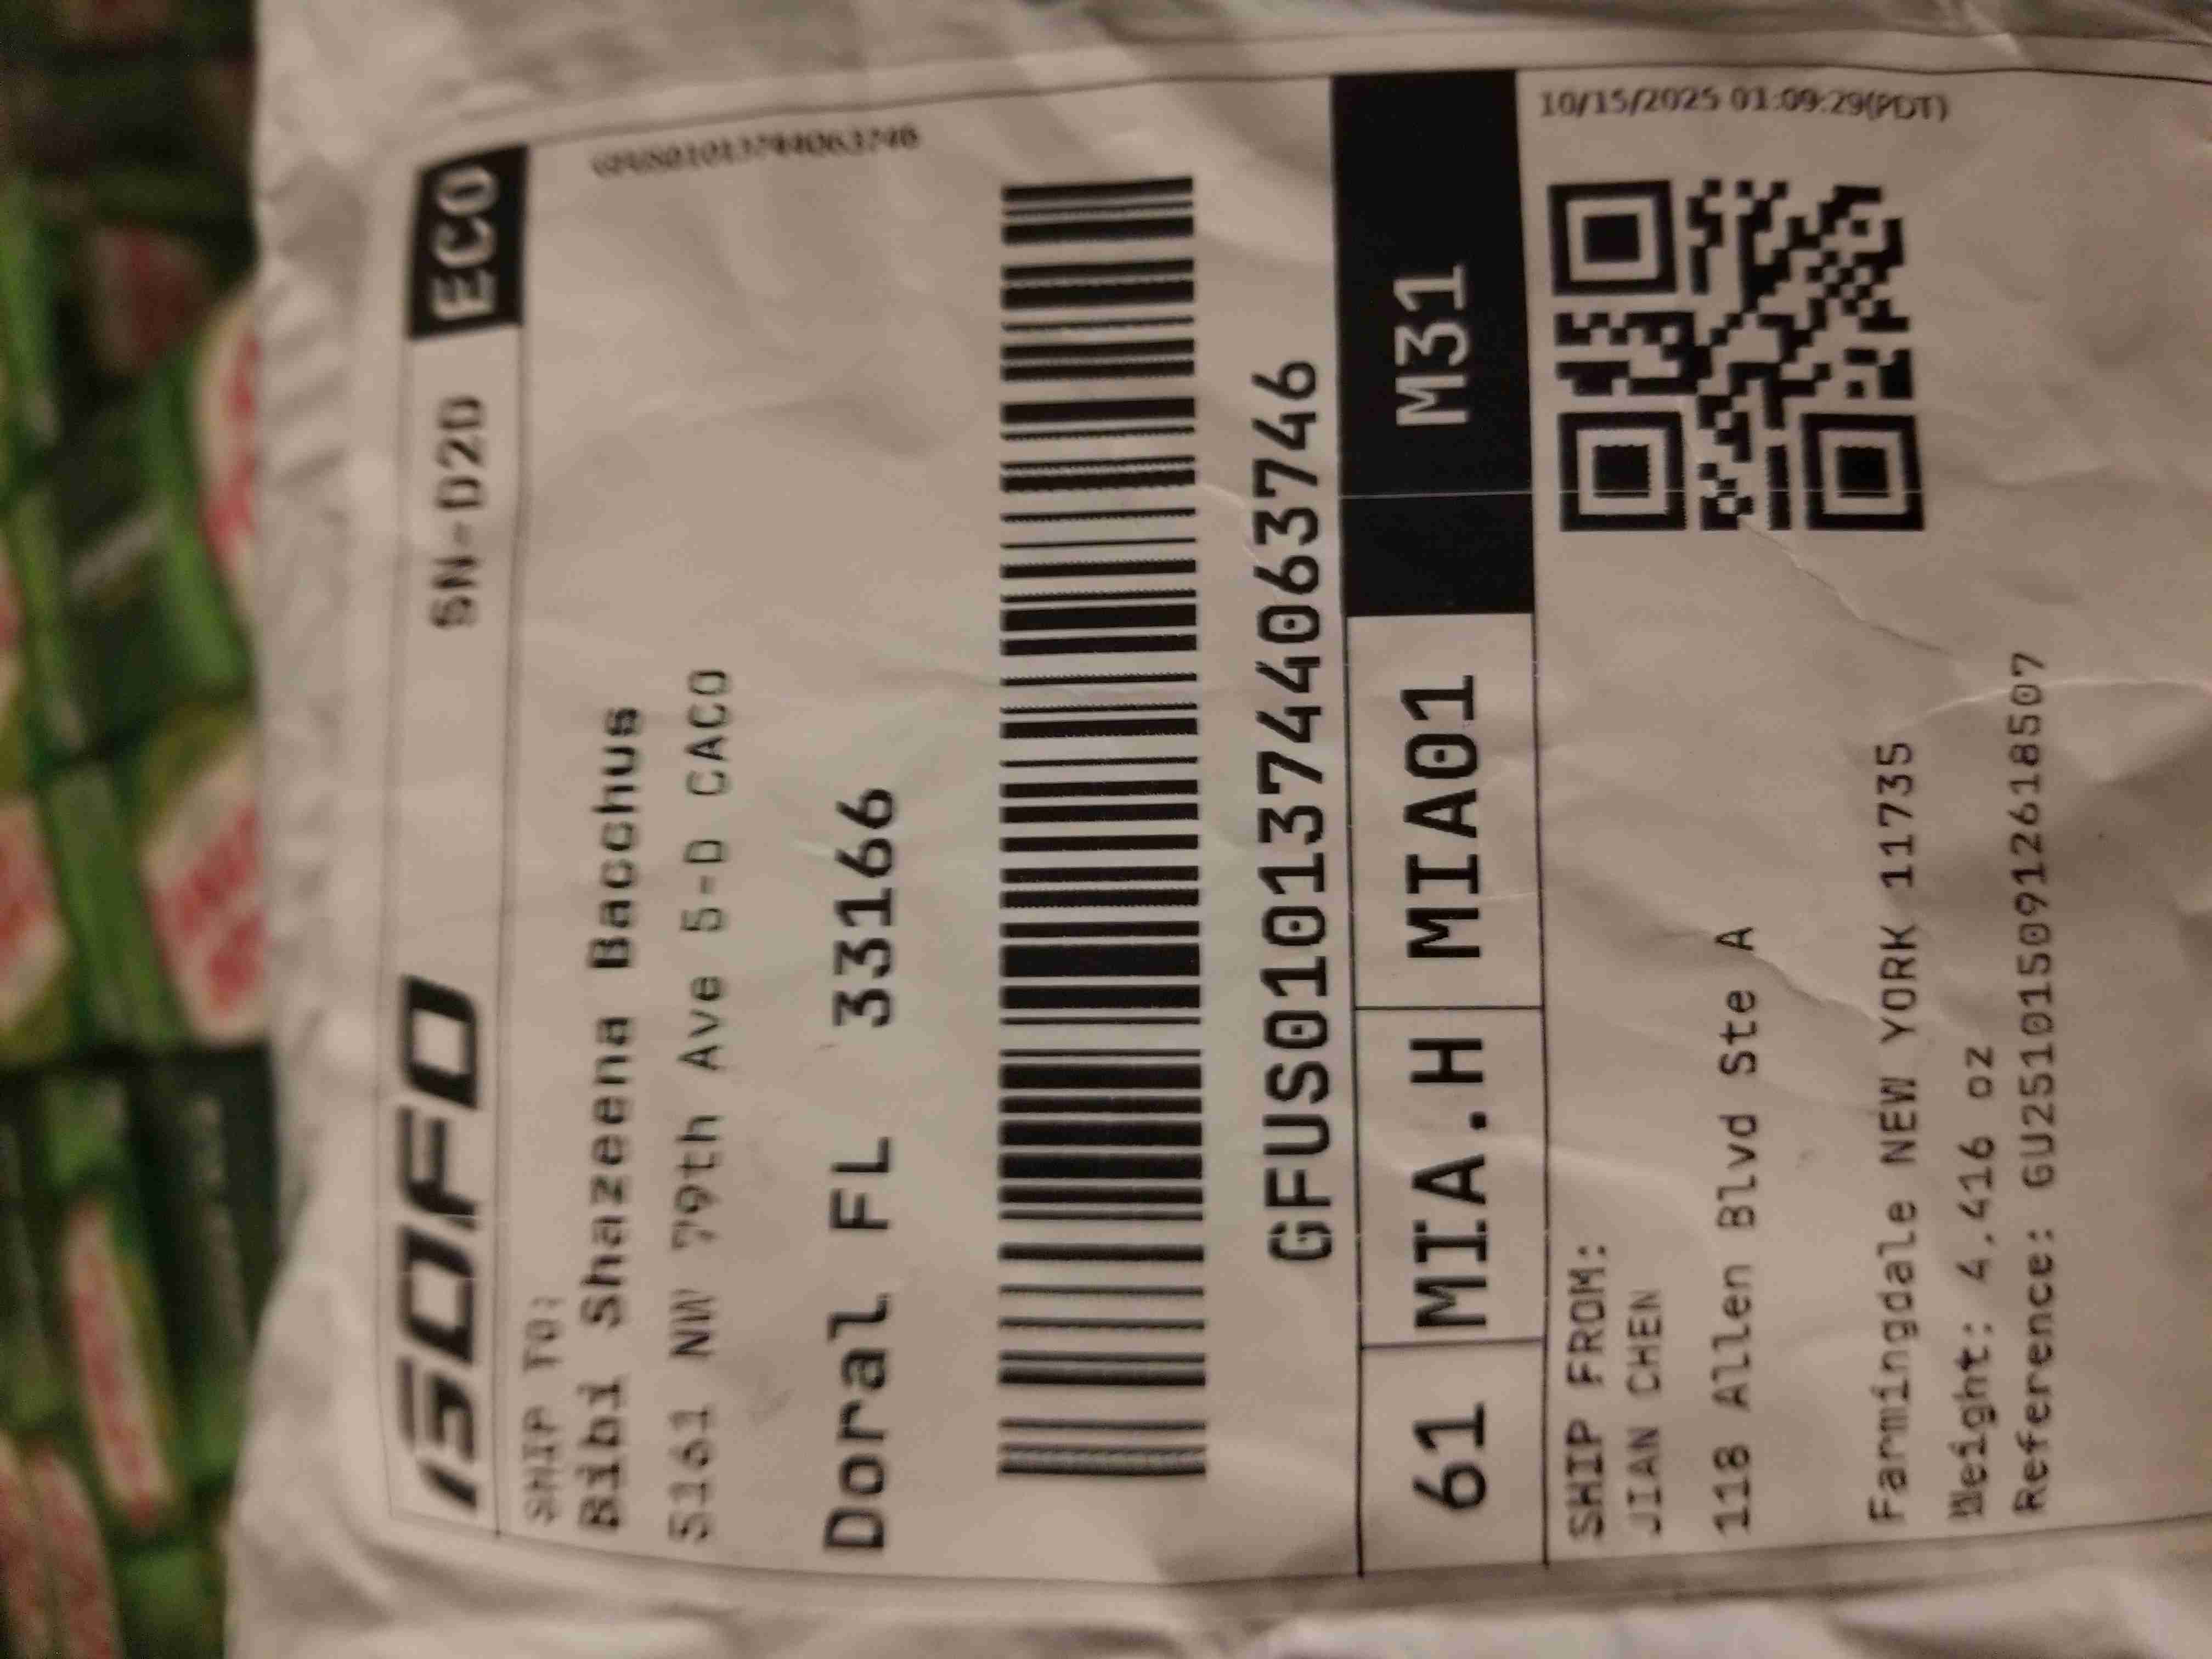 GOFO
SN-D2D
ECO
SHIP TO:
Bibi Shazeena Bacchus
5161 NW 79th Ave 5-D CACO
Doral FL 33166
GFUS01013744063746
GFUS01013744063746
61 MIA.H MIA01 M31
SHIP FROM:
JIAN CHEN
10/15/2025 01:09:29(PDT)
118 Allen Blvd Ste A
Farmingdale NEW YORK 11735
Weight: 4.416 oz
Reference: GU2510150912618507